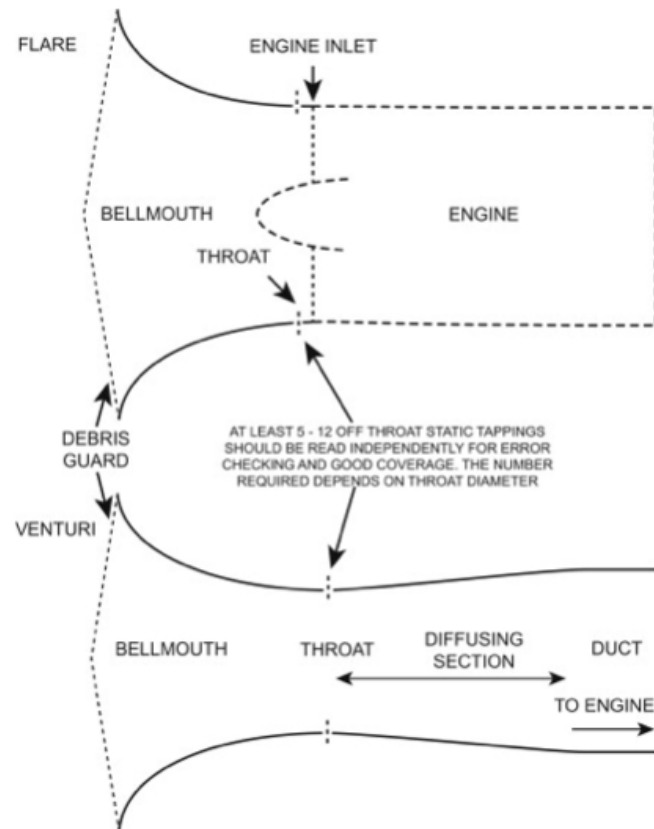 FLARE
ENGINE INLET
BELLMOUTH
ENGINE
THROAT
DEBRIS
GUARD
AT LEAST 5 - 12 OFF THROAT STATIC TAPPINGS
SHOULD BE READ INDEPENDENTLY FOR ERROR
CHECKING AND GOOD COVERAGE. THE NUMBER
REQUIRED DEPENDS ON THROAT DIAMETER
VENTURI
BELLMOUTH
THROAT
DIFFUSING
SECTION
DUCT
TO ENGINE